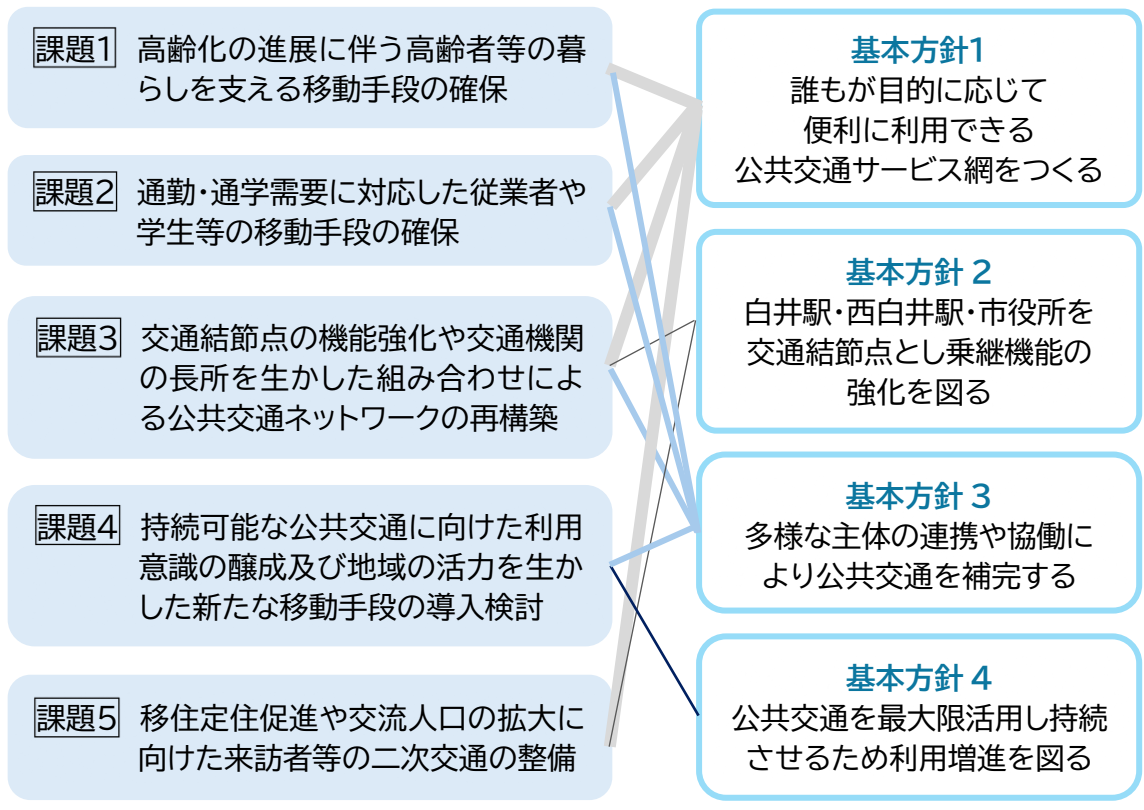 課題1 高齢化の進展に伴う高齢者等の暮
らしを支える移動手段の確保
課題2 通勤・通学需要に対応した従業者や
学生等の移動手段の確保
課題3 交通結節点の機能強化や交通機関
の長所を生かした組み合わせによ
る公共交通ネットワークの再構築
課題4 持続可能な公共交通に向けた利用
意識の醸成及び地域の活力を生か
した新たな移動手段の導入検討
課題5 移住定住促進や交流人口の拡大に
向けた来訪者等の二次交通の整備
基本方針1
誰もが目的に応じて
便利に利用できる
公共交通サービス網をつくる
基本方針 2
白井駅・西白井駅・市役所を
交通結節点とし乗継機能の
強化を図る
基本方針 3
多様な主体の連携や協働に
より公共交通を補完する
基本方針 4
公共交通を最大限活用し持続
させるため利用増進を図る